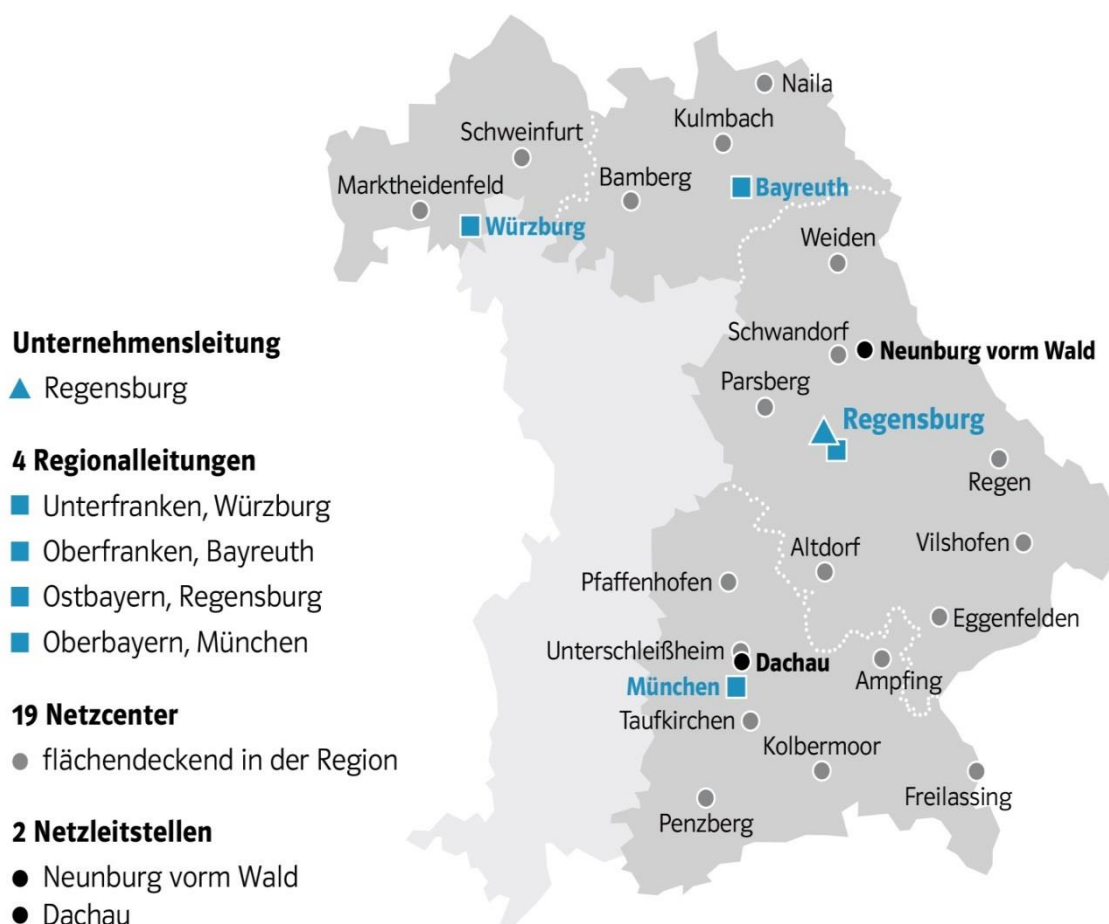 Naila
Kulmbach
Schweinfurt
Marktheidenfeld
Bamberg
Bayreuth
Würzburg
Weiden
Unternehmensleitung
Regensburg
4 Regionalleitungen
Unterfranken, Würzburg
Oberfranken, Bayreuth
Ostbayern, Regensburg
Oberbayern, München
19 Netzcenter
flächendeckend in der Region
2 Netzleitstellen
Neunburg vorm Wald
Dachau
Schwandorf
Neunburg vorm Wald
Parsberg
Regensburg
Regen
Vilshofen
Altdorf
Pfaffenhofen
Eggenfelden
Unterschleißheim
Dachau
Ampfing
München
Taufkirchen
Kolbermoor
Freilassing
Penzberg